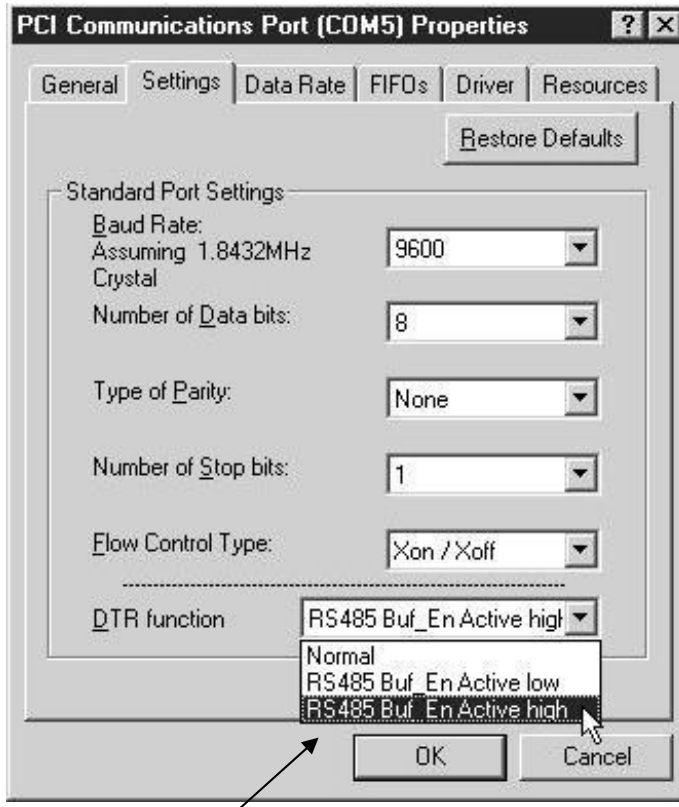 PCI Communications Port (COM5) Properties
? X
General Settings Data Rate FIFOs Driver Resources
Restore Defaults
Standard Port Settings
Baud Rate:
Assuming 1.8432MHz
Crystal
9600
Number of Data bits:
8
Type of Parity:
None
Number of Stop bits:
1
Flow Control Type:
Xon / Xoff
DTR function
RS485 Buf_En Active high
Normal
RS485 Buf_En Active low
RS485 Buf_En Active high
OK Cancel